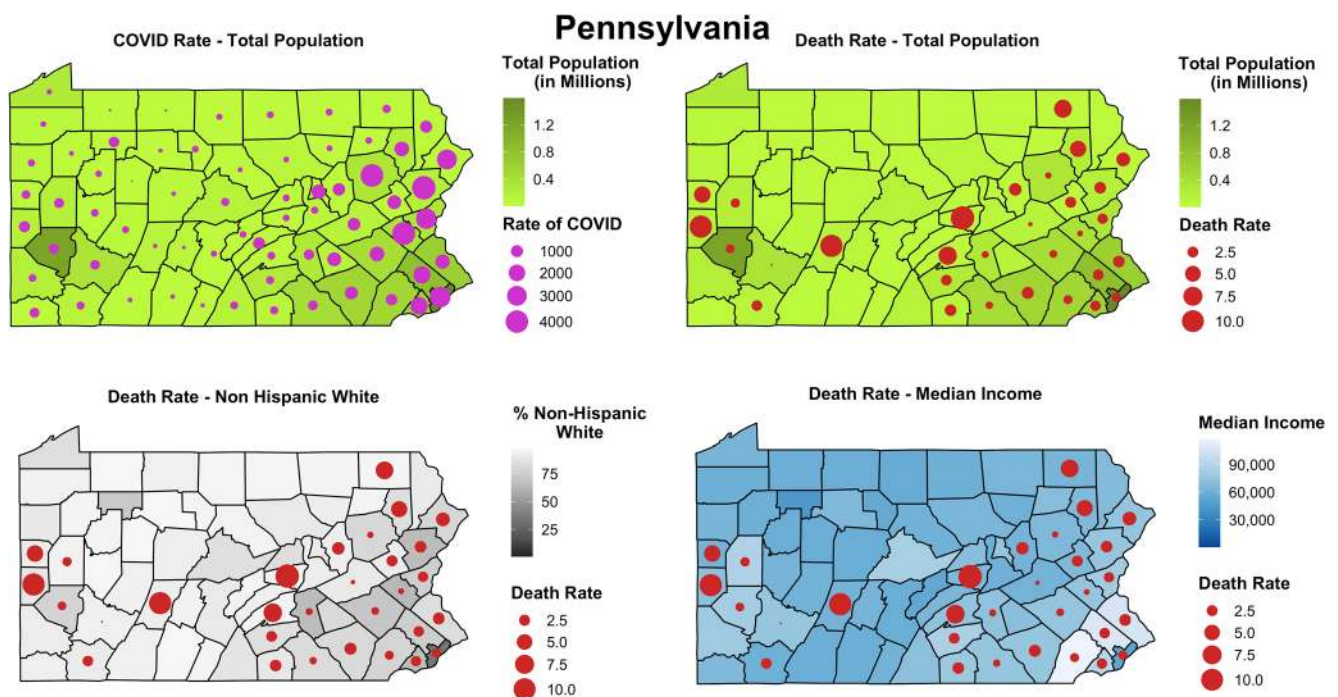 Pennsylvania
COVID Rate - Total Population
Total Population
(in Millions)
1.2
0.8
0.4
Rate of COVID
1000
2000
3000
4000
Death Rate - Total Population
Total Population
(in Millions)
1.2
0.8
0.4
Death Rate
2.5
5.0
7.5
10.0
Death Rate - Non Hispanic White
% Non-Hispanic
White
75
50
25
Death Rate
2.5
5.0
7.5
10.0
Death Rate - Median Income
Median Income
90,000
60,000
30,000
Death Rate
2.5
5.0
7.5
10.0